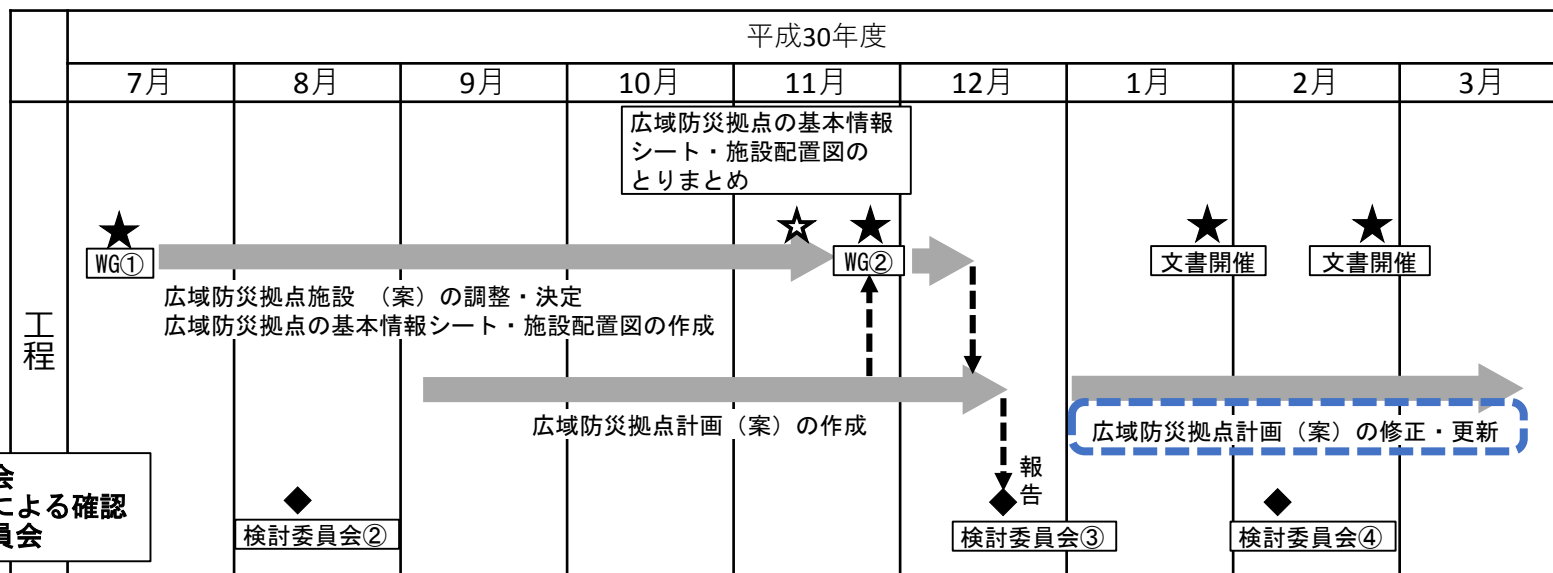 平成30年度
7月
8月
9月
10月
11月
12月
1月
2月
3月
工程
広域防災拠点の基本情報
シート・施設配置図の
とりまとめ
WG①
WG②
文書開催
文書開催
広域防災拠点施設 （案）の調整・決定
広域防災拠点の基本情報シート・施設配置図の作成
広域防災拠点計画（案）の作成
広域防災拠点計画（案）の修正・更新
報告
会
による確認
員会
検討委員会②
検討委員会③
検討委員会④